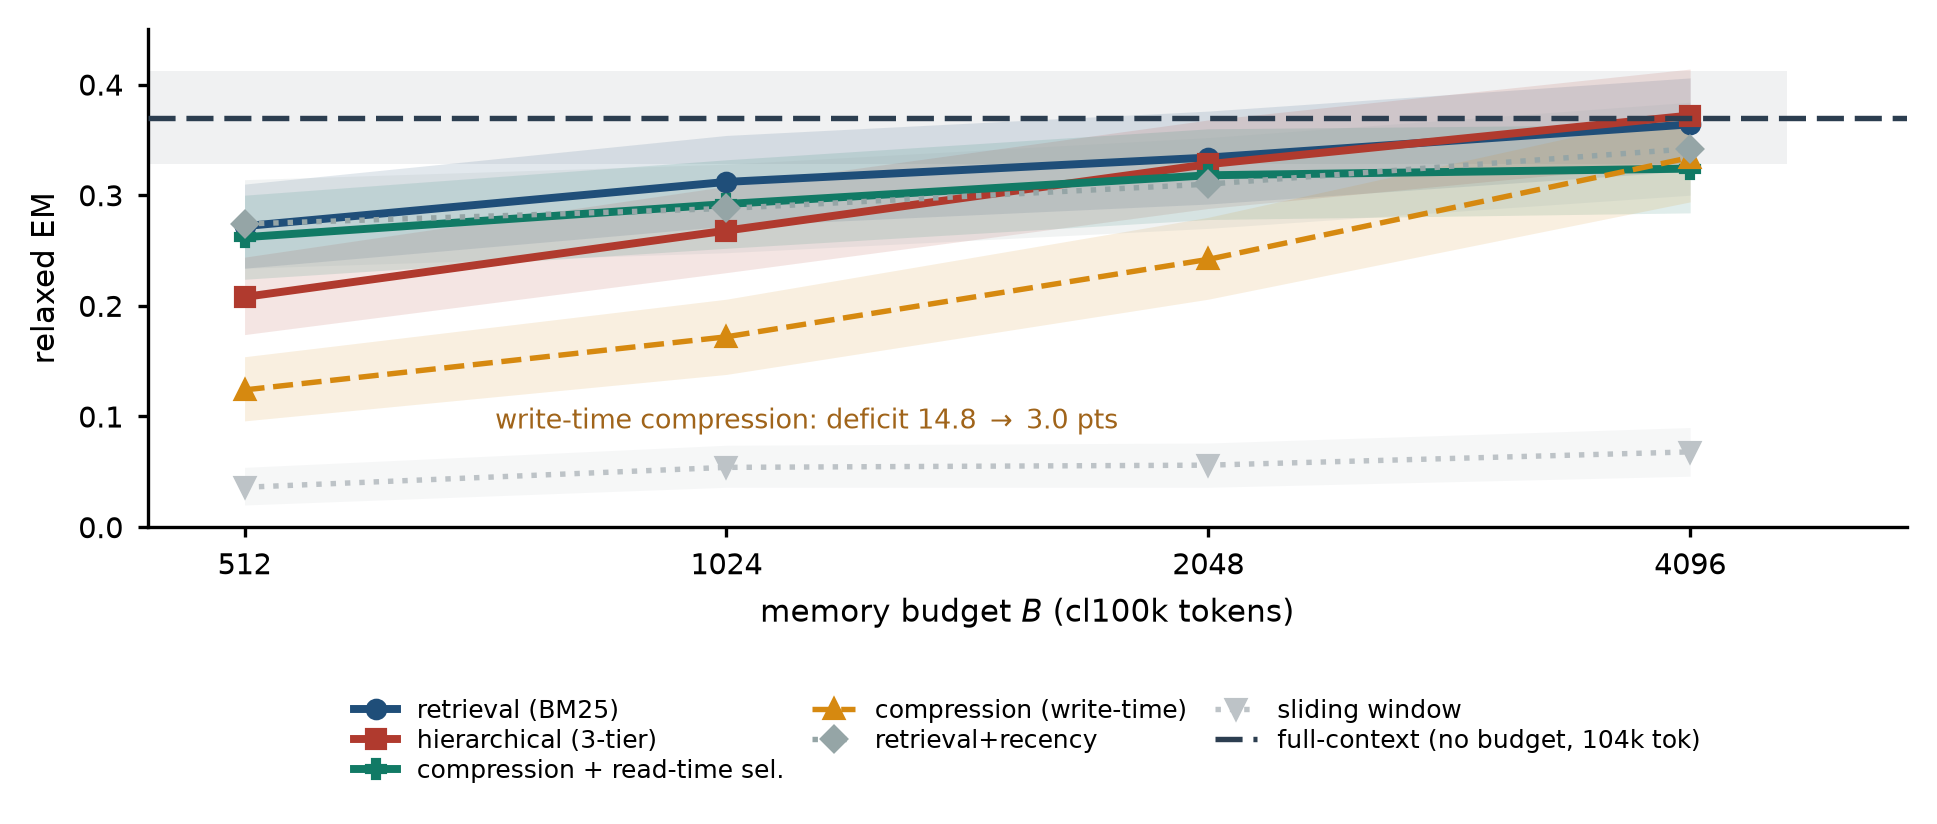 0.4
0.3
0.2
0.1
0.0
relaxed EM
write-time compression: deficit 14.8 → 3.0 pts
512 1024 2048 4096
memory budget B (cl100k tokens)
retrieval (BM25)
hierarchical (3-tier)
compression + read-time sel.
compression (write-time)
retrieval+recency
sliding window
full-context (no budget, 104k tok)